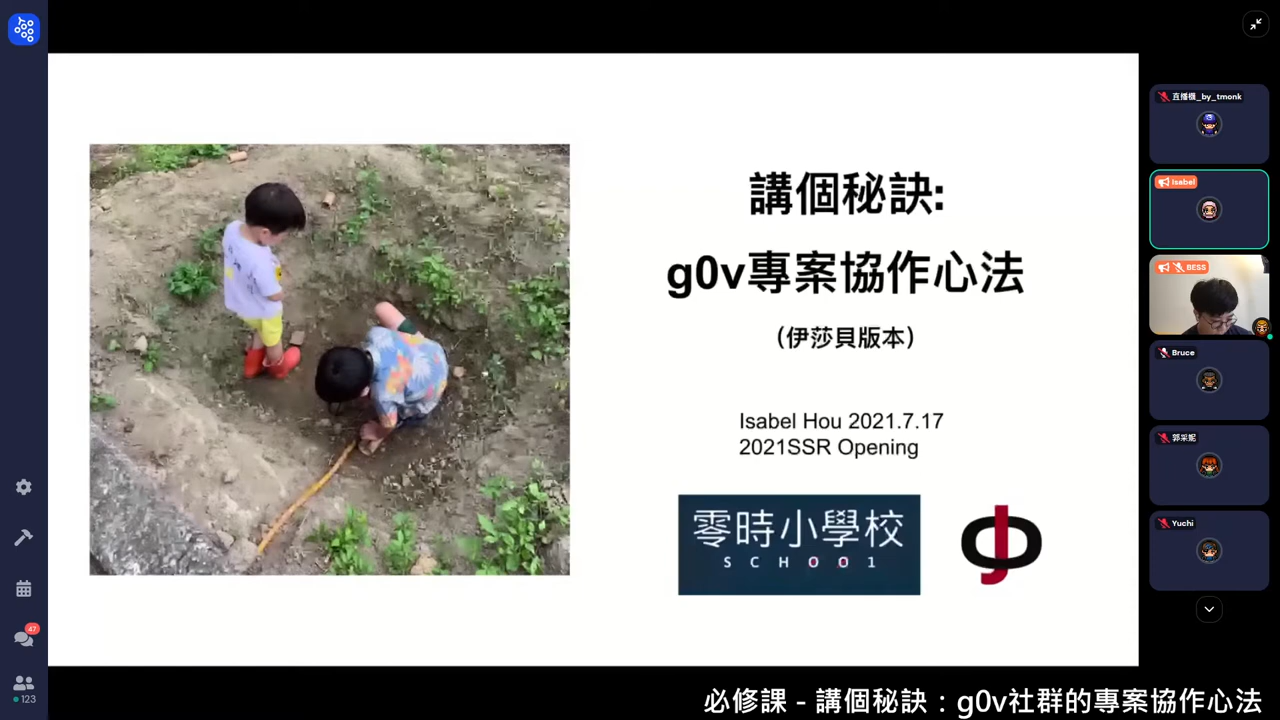 講個秘訣:
g0v專案協作心法
（伊莎貝版本）
Isabel Hou 2021.7.17
2021SSR Opening
零時小學校
SCHOO1
直播機_by_tmonk
Isabel
BESS
Bruce
郭采妮
Yuchi
47
123
必修課 - 講個秘訣：g0v社群的專案協作心法